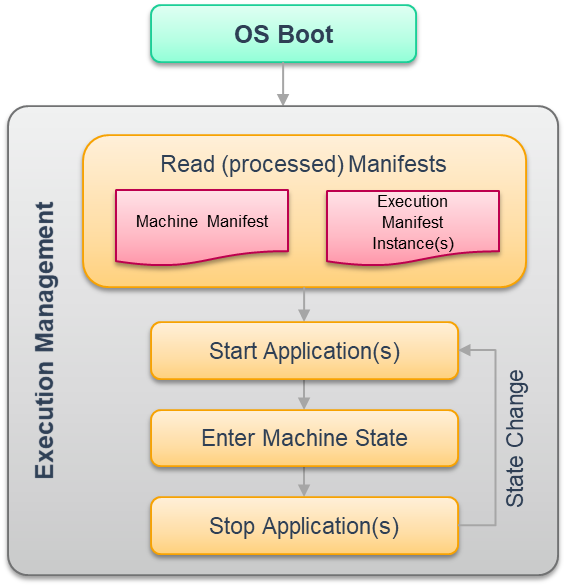 OS Boot
Execution Management
Read (processed) Manifests
Machine Manifest
Execution
Manifest
Instance(s)
Start Application(s)
Enter Machine State
Stop Application(s)
State Change